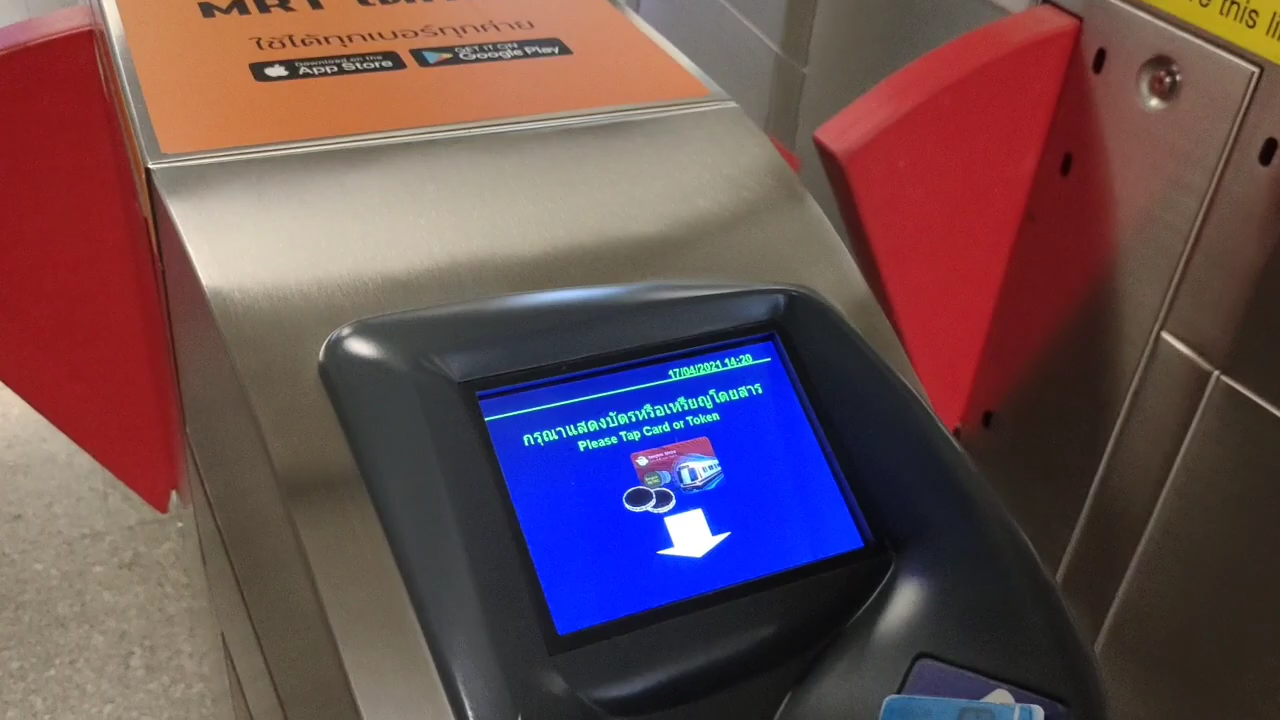 MRT
ใช้ได้ทุกเบอร์ทุกค่าย
Download on the
App Store
GET IT ON
Google Play
this li
17/04/2021 14:20
กรุณาแสดงบัตรหรือเหรียญโดยสาร
Please Tap Card or Token